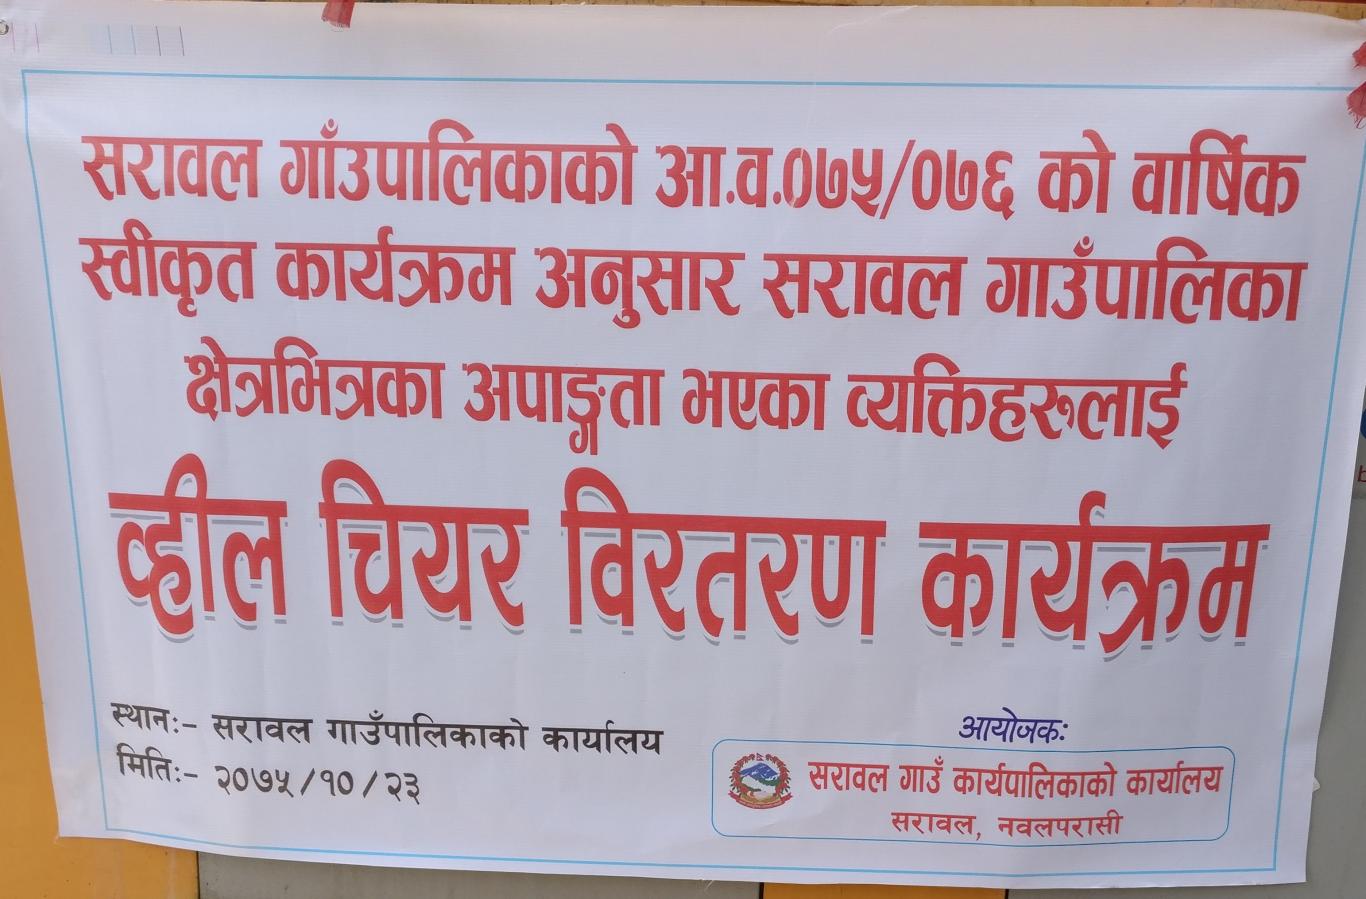 सरावल गाँउपालिकाको आ.व.०७५/०७६ को वार्षिक
स्वीकृत कार्यक्रम अनुसार सरावल गाउँपालिका
क्षेत्रभित्रका अपाङ्गता भएका व्यक्तिहरुलाई
व्हील चियर विरतरण कार्यक्रम
स्थानः- सरावल गाउँपालिकाको कार्यालय
मितिः- २०७५/१०/२३
आयोजकः
सरावल गाउँ कार्यपालिकाको कार्यालय
सरावल, नवलपरासी